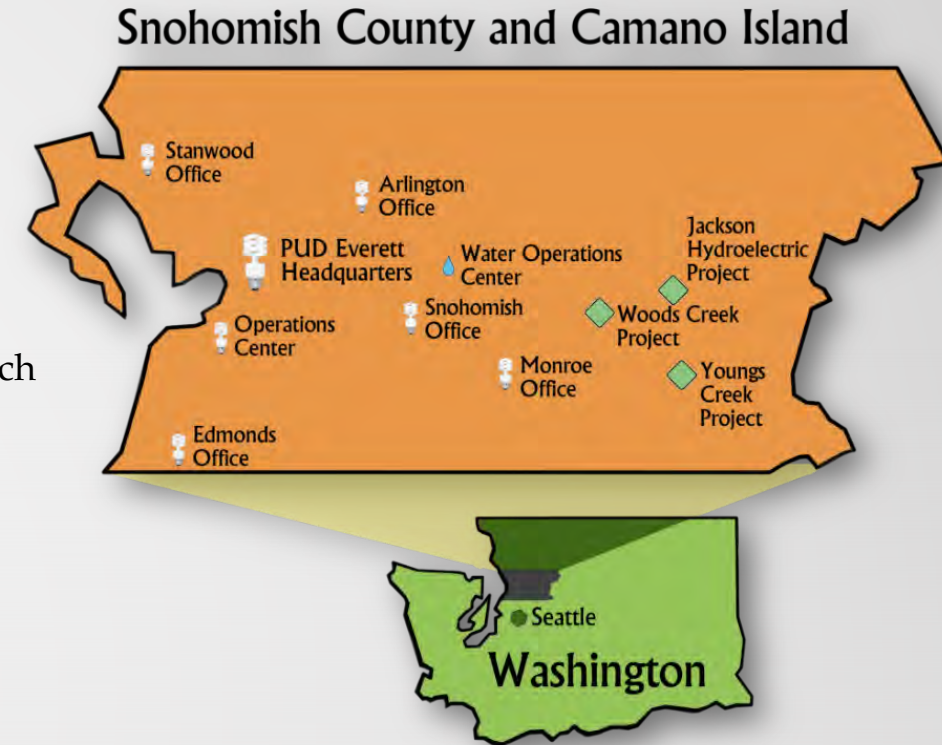 Snohomish County and Camano Island
Stanwood
Office
Arlington
Office
Jackson
Hydroelectric
Project
PUD Everett
Headquarters
Water Operations
Center
Snohomish
Office
Woods Creek
Project
Operations
Center
ch
Monroe
Office
Youngs
Creek
Project
Edmonds
Office
Seattle
Washington